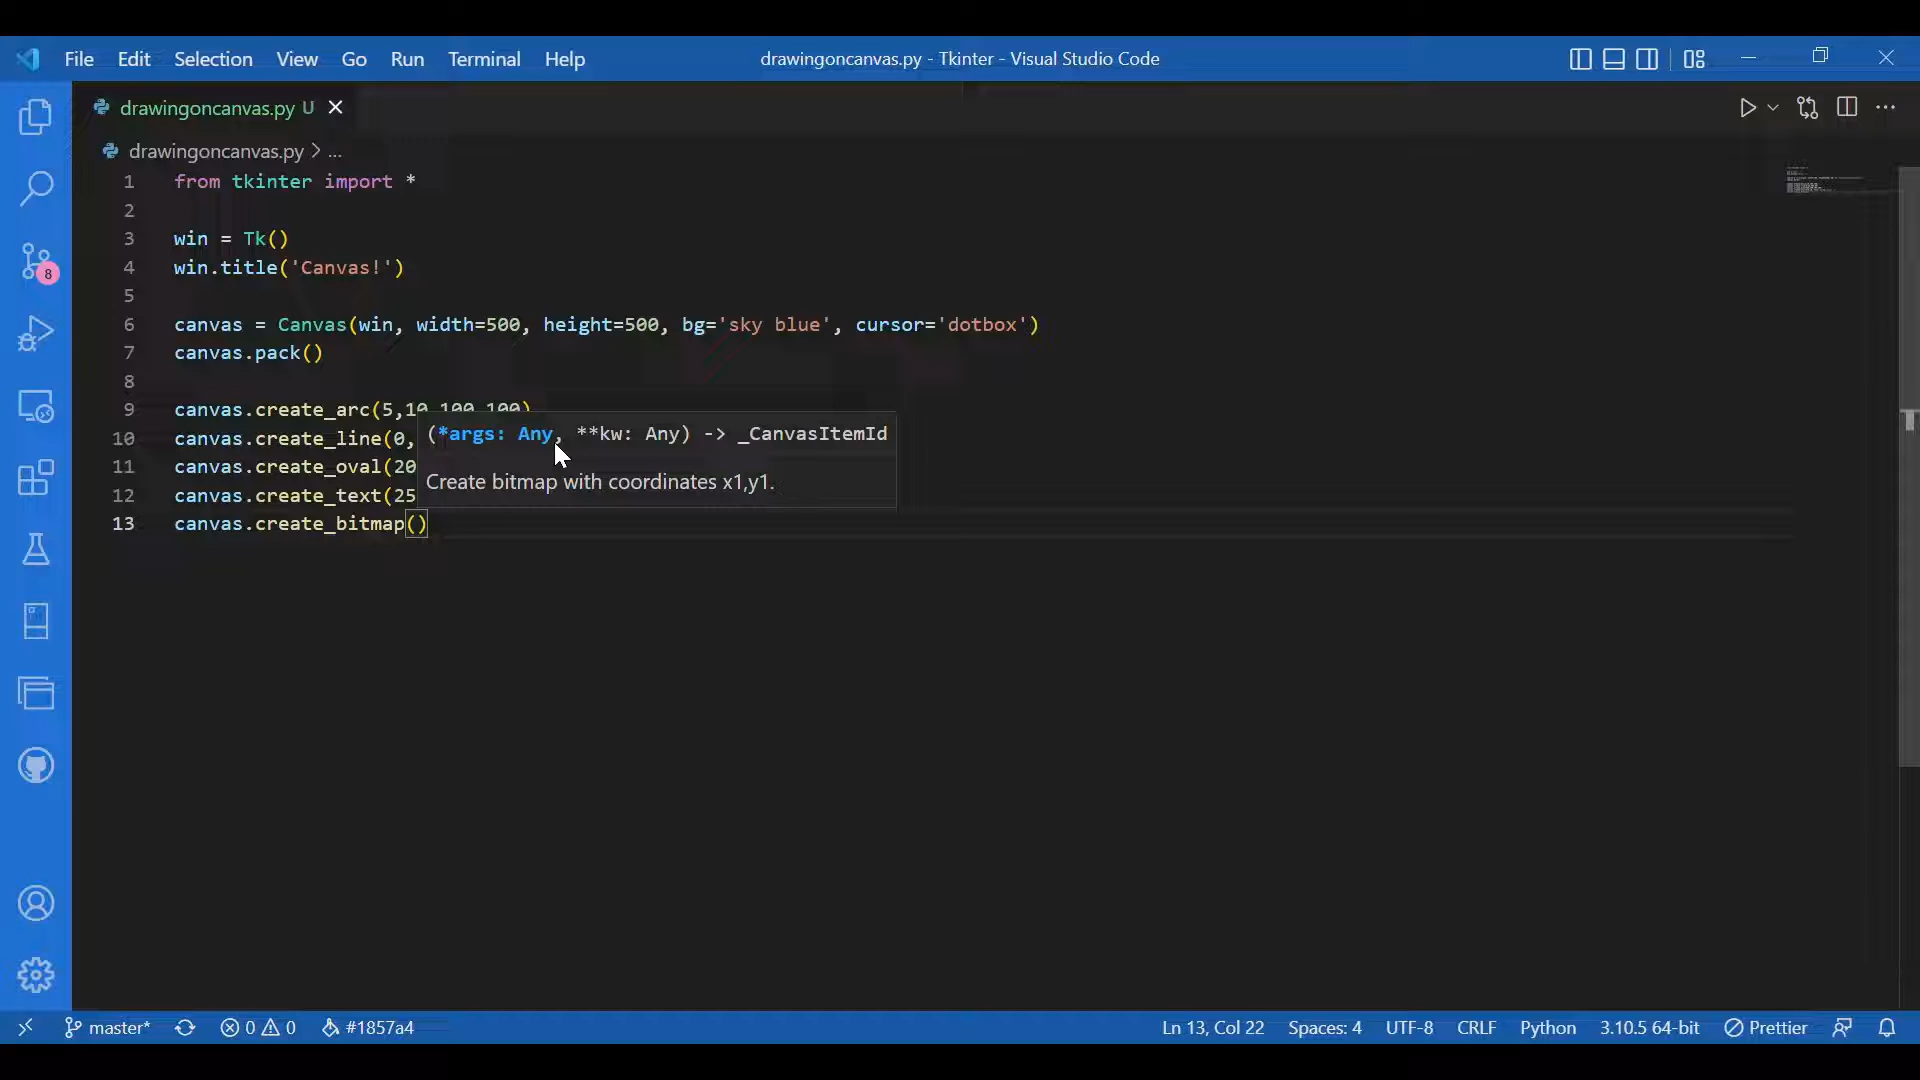 File Edit Selection View Go Run Terminal Help drawingoncanvas.py - Tkinter - Visual Studio Code
drawingoncanvas.py U
drawingoncanvas.py > ...
1 from tkinter import *
2
3 win = Tk()
4 win.title('Canvas!')
5
6 canvas = Canvas(win, width=500, height=500, bg='sky blue', cursor='dotbox')
7 canvas.pack()
8
9 canvas.create_arc(5,10,100,100)
10 canvas.create_line(0,
11 canvas.create_oval(20
12 canvas.create_text(25
13 canvas.create_bitmap()
(*args: Any, **kw: Any) -> _CanvasItemId
Create bitmap with coordinates x1,y1.
8
master* 0 0 #1857a4 Ln 13, Col 22 Spaces: 4 UTF-8 CRLF Python 3.10.5 64-bit Prettier